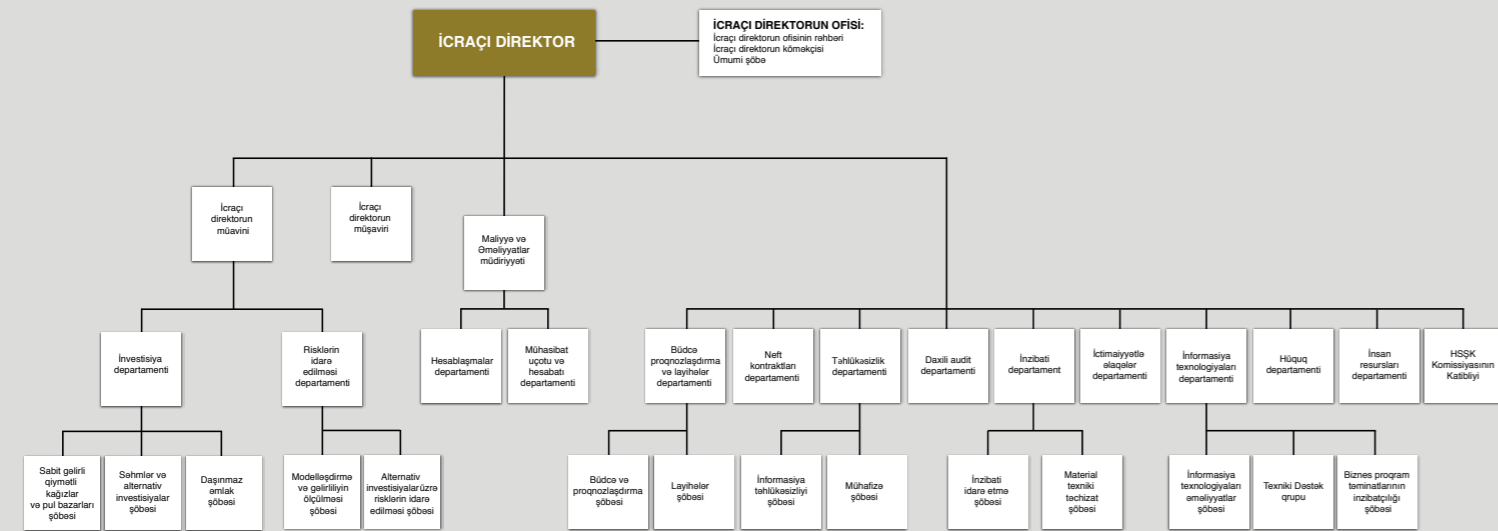 İCRAÇI DİREKTOR
İCRAÇI DİREKTORUN OFİSİ:
İcraçı direktorun ofisinin rəhbəri
İcraçı direktorun köməkçisi
Ümumi şöbə
İcraçı
direktorun
müavini
İcraçı
direktorun
müşaviri
Maliyyə və
Əməliyyatlar
müdiriyyəti
İnvestisiya
departamenti
Risklərin
idarə
edilməsi
departamenti
Hesablaşmalar
departamenti
Mühasibat
uçotu və
hesabatı
departamenti
Büdcə
proqnozlaşdırma
və layihələr
departamenti
Neft
kontraktları
departamenti
Təhlükəsizlik
departamenti
Daxili audit
departamenti
İnzibati
departament
İctimaiyyətlə
əlaqələr
departamenti
İnformasiya
texnologiyaları
departamenti
Hüquq
departamenti
İnsan
resursları
departamenti
HSŞK
Komissiyasının
Katibliyi
Sabit gəlirli
qiymətli
kağızlar
və pul bazarları
şöbəsi
Səhmlər və
alternativ
investisiyalar
şöbəsi
Daşınmaz
əmlak
şöbəsi
Modelləşdirmə
və gəlirliliyin
ölçülməsi
şöbəsi
Alternativ
investisiyalarüzrə
risklərin idarə
edilməsi şöbəsi
Büdcə və
proqnozlaşdırma
şöbəsi
Layihələr
şöbəsi
İnformasiya
təhlükəsizliyi
şöbəsi
Mühafizə
şöbəsi
İnzibati
idarə etmə
şöbəsi
Material
texniki
təchizat
şöbəsi
İnformasiya
texnologiyaları
əməliyyatlar
şöbəsi
Texniki Dəstək
qrupu
Biznes proqram
təminatlarının
inzibatçılığı
şöbəsi